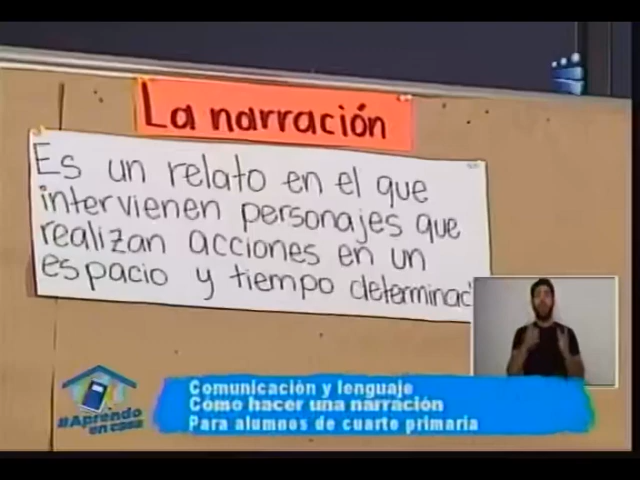 La narración
Es un relato en el que
intervienen personajes que
realizan acciones en un
espacio y tiempo determinad
Comunicación y lenguaje
Cómo hacer una narración
Para alumnos de cuarto primaria
#Aprendo
en casa